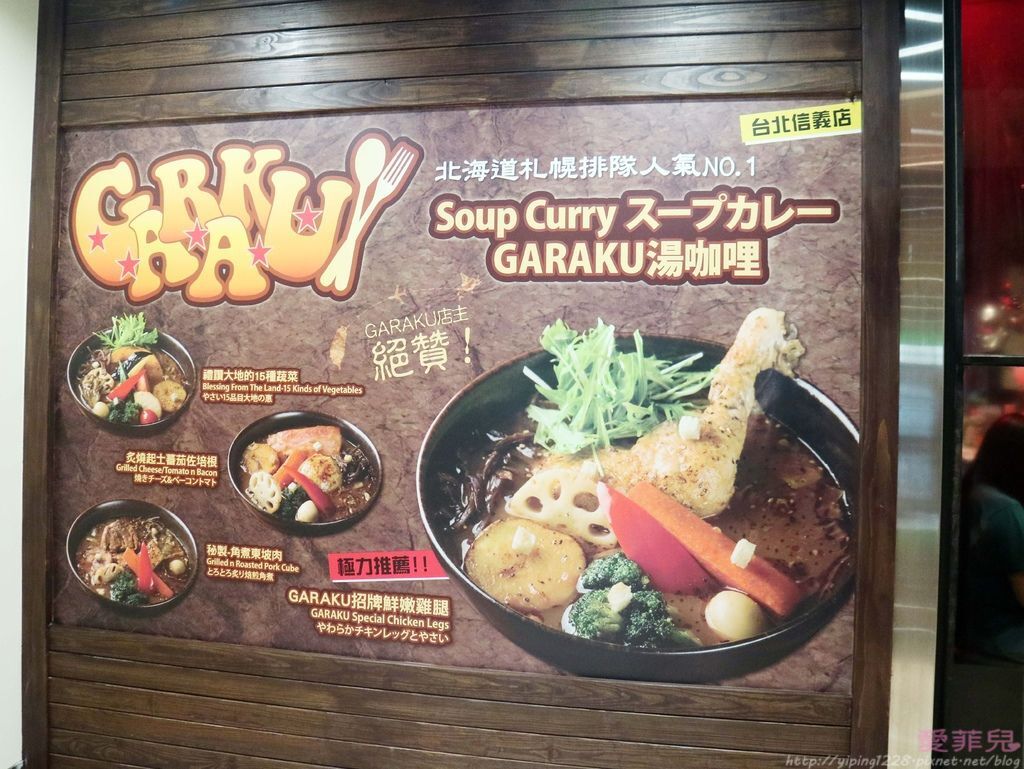 台北信義店
GARAKU
北海道札幌排隊人氣NO.1
Soup Curry スープカレー
GARAKU湯咖哩
GARAKU店主
絕贊！
禮讚大地的15種蔬菜
Blessing From The Land-15 Kinds of Vegetables
やさい15品目大地の恵
炙燒起士蕃茄佐培根
Grilled Cheese/Tomato n Bacon
焼きチーズ&ベーコントマト
秘製-角煮東坡肉
Grilled n Roasted Pork Cube
とろとろ炙り焙煎角煮
極力推薦!!
GARAKU招牌鮮嫩雞腿
GARAKU Special Chicken Legs
やわらかチキンレッグとやさい
愛菲兒
http://yiping1228.pixnet.net/blog